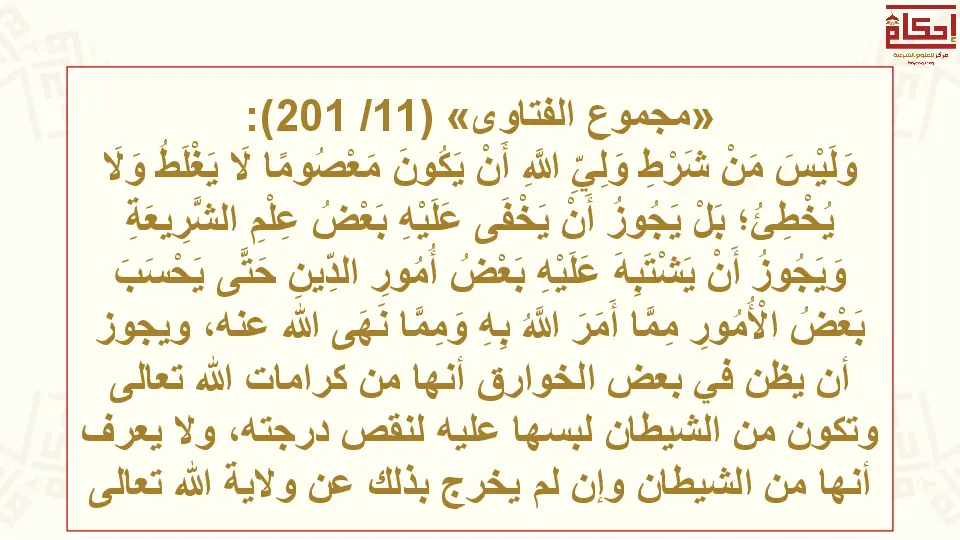 إحكام
مركز للعلوم الشرعية
«مجموع الفتاوى» (11/ 201):
وَلَيْسَ مَنْ شَرَطِ وَلِيِّ اللَّهِ أَنْ يَكُونَ مَعْصُومًا لَا يَغْلَطُ وَلَا
يُخْطِئُ؛ بَلْ يَجُوزُ أَنْ يَخْفَى عَلَيْهِ بَعْضُ عِلْمِ الشَّرِيعَةِ
وَيَجُوزُ أَنْ يَشْتَبِهَ عَلَيْهِ بَعْضُ أُمُورِ الدِّينِ حَتَّى يَحْسَبَ
بَعْضُ الْأُمُورِ مِمَّا أَمَرَ اللَّهُ بِهِ وَمِمَّا نَهَى الله عنه، ويجوز
أن يظن في بعض الخوارق أنها من كرامات الله تعالى
وتكون من الشيطان لبسها عليه لنقص درجته، ولا يعرف
أنها من الشيطان وإن لم يخرج بذلك عن ولاية الله تعالى